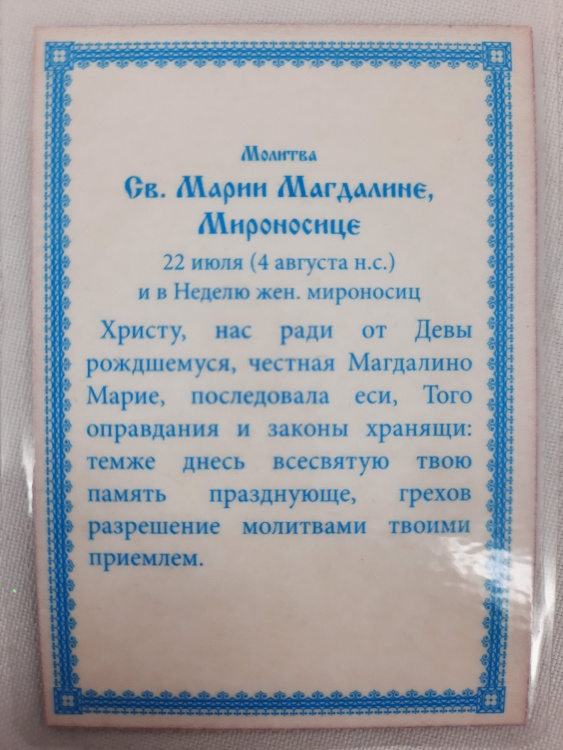 Молитва
Св. Марии Магдалине,
Мироносице
22 июля (4 августа н.с.)
и в Неделю жен. мироносиц
Христу, нас ради от Девы
рождшемуся, честная Магдалино
Марие, последовала еси, Того
оправдания и законы хранящи:
темже днесь всесвятую твою
память празднующе, грехов
разрешение молитвами твоими
приемлем.